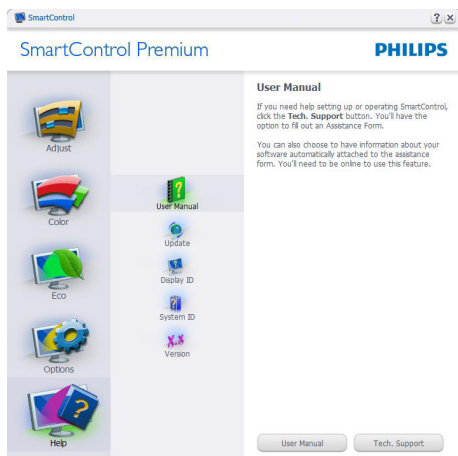 SmartControl
? x
SmartControl Premium
PHILIPS
Adjust
Color
Eco
Options
Help
User Manual
Update
Display ID
System ID
X.X
Version
User Manual
If you need help setting up or operating SmartControl,
click the Tech. Support button. You'll have the
option to fill out an Assistance Form.
You can also choose to have information about your
software automatically attached to the assistance
form. You'll need to be online to use this feature.
User Manual
Tech. Support